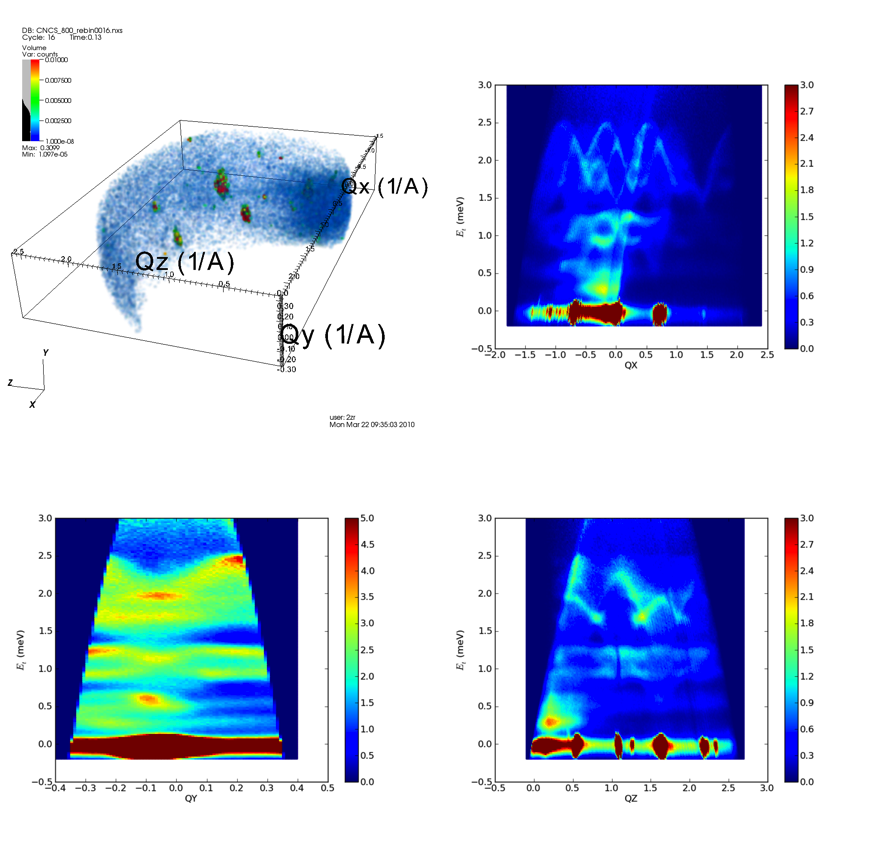 DB: CNCS_800_rebin0016.nxs
Cycle: 16 Time:0.13
Volume
Var: counts
0.01000
0.007500
0.005000
0.002500
1.000e-08
Max: 0.3099
Min: 1.097e-05
Qx (1/A)
Qz (1/A)
Qy (1/A)
2.5
2.0
1.5
1.0
0.5
0.0
-0.20
-0.30
Y
Z
X
user: 2zr
Mon Mar 22 09:35:03 2010
3.0
2.5
2.0
1.5
1.0
0.5
0.0
−0.5
−2.0 −1.5 −1.0 −0.5 0.0 0.5 1.0 1.5 2.0 2.5
QX
E_i (meV)
3.0
2.7
2.4
2.1
1.8
1.5
1.2
0.9
0.6
0.3
0.0
3.0
2.5
2.0
1.5
1.0
0.5
0.0
−0.5
−0.4 −0.3 −0.2 −0.1 0.0 0.1 0.2 0.3 0.4 0.5
QY
E_i (meV)
5.0
4.5
4.0
3.5
3.0
2.5
2.0
1.5
1.0
0.5
0.0
3.0
2.5
2.0
1.5
1.0
0.5
0.0
−0.5
−0.5 0.0 0.5 1.0 1.5 2.0 2.5 3.0
QZ
E_i (meV)
3.0
2.7
2.4
2.1
1.8
1.5
1.2
0.9
0.6
0.3
0.0